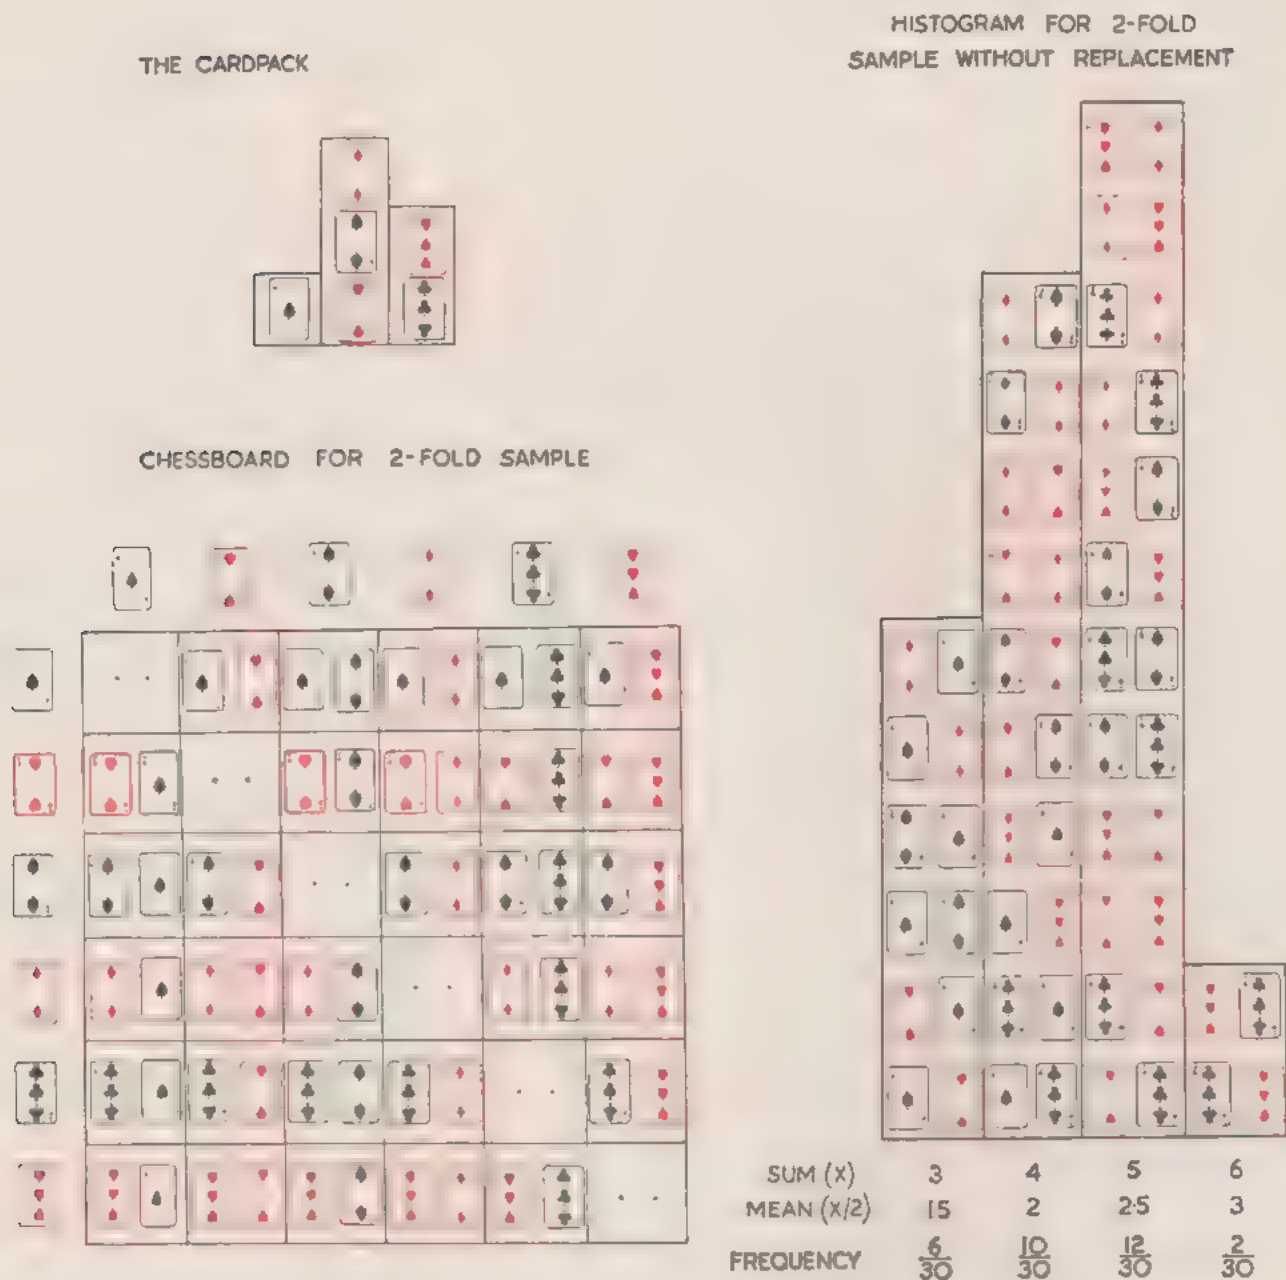 THE CARDPACK
HISTOGRAM FOR 2-FOLD
SAMPLE WITHOUT REPLACEMENT
CHESSBOARD FOR 2-FOLD SAMPLE
SUM (X) 3 4 5 6
MEAN (X/2) 1.5 2 2.5 3
FREQUENCY 6/30 10/30 12/30 2/30